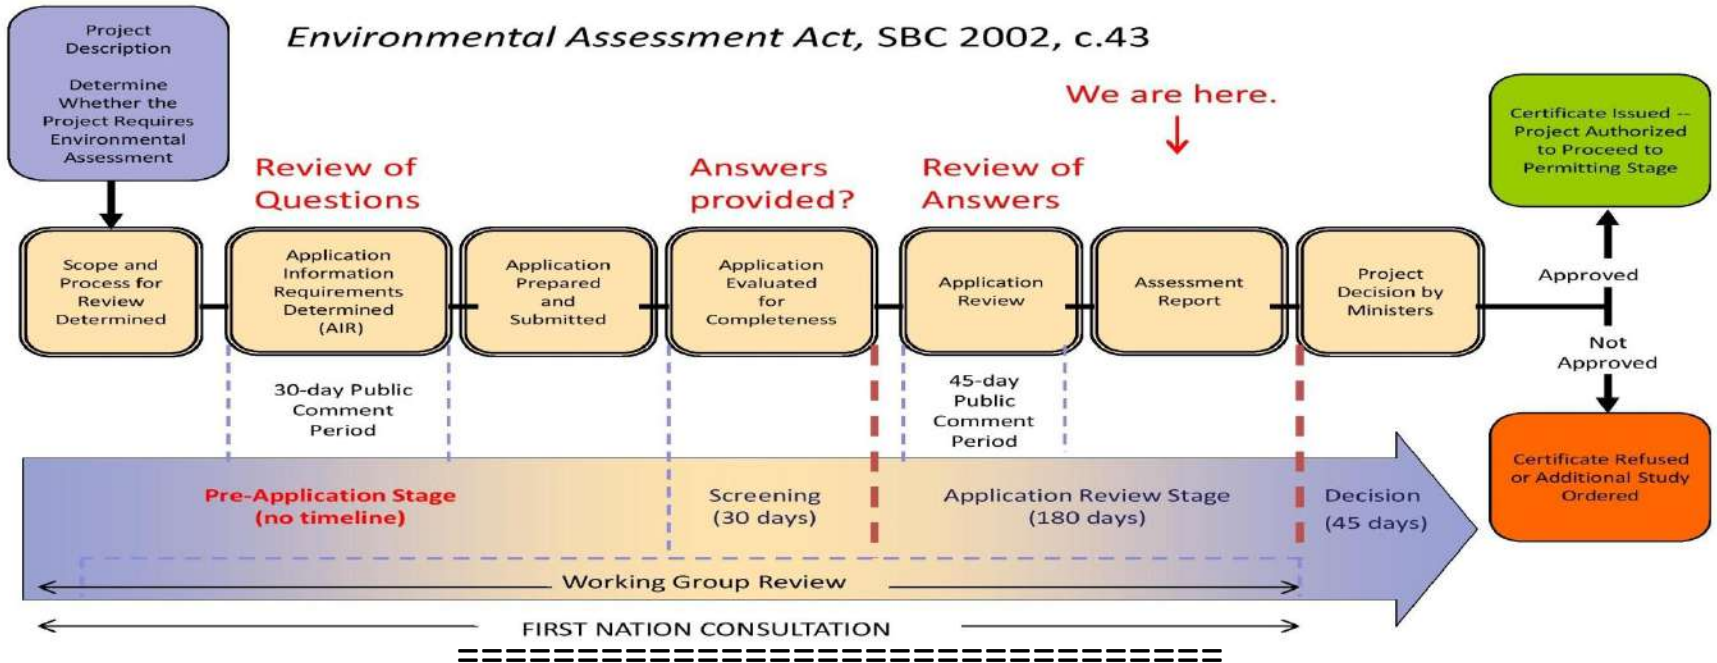 Project
Description
Determine
Whether the
Project Requires
Environmental
Assessment
Environmental Assessment Act, SBC 2002, c.43
We are here.
Review of
Questions
Answers
provided?
Review of
Answers
Scope and
Process for
Review
Determined
Application
Information
Requirements
Determined
(AIR)
Application
Prepared
and
Submitted
Application
Evaluated
for
Completeness
Application
Review
Assessment
Report
Project
Decision by
Ministers
Certificate Issued --
Project Authorized
to Proceed to
Permitting Stage
Approved
Not
Approved
Certificate Refused
or Additional Study
Ordered
30-day Public
Comment
Period
45-day
Public
Comment
Period
Pre-Application Stage
(no timeline)
Screening
(30 days)
Application Review Stage
(180 days)
Decision
(45 days)
Working Group Review
FIRST NATION CONSULTATION
================================